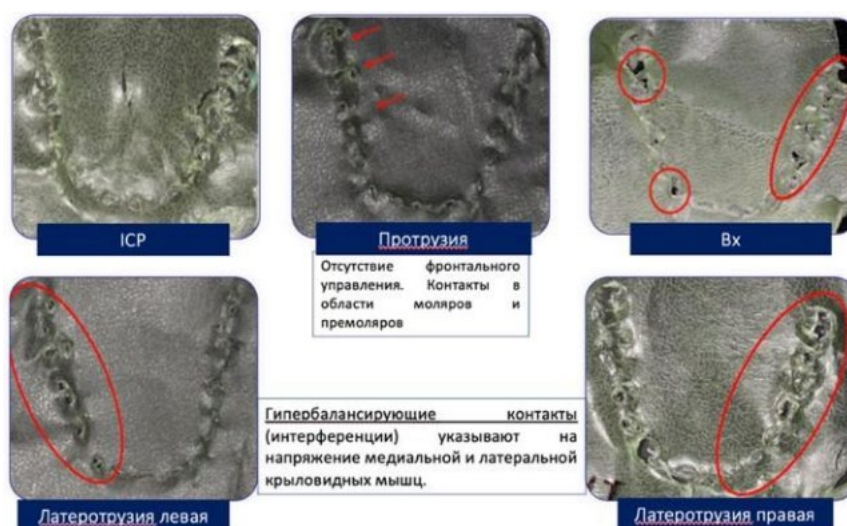 ICP
Протрузия
Вх
Отсутствие фронтального
управления. Контакты в
области моляров и
премоляров
Гипербалансирующие контакты
(интерференции) указывают на
напряжение медиальной и латеральной
крыловидных мышц.
Латеротрузия левая
Латеротрузия правая